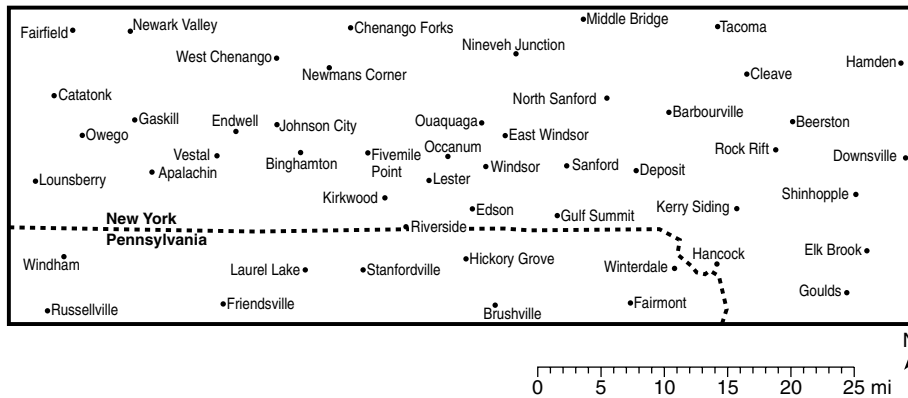 Middle Bridge
Fairfield
Newark Valley
Chenango Forks
Tacoma
Nineveh Junction
West Chenango
Newmans Corner
Hamden
Cleave
Catatonk
North Sanford
Barbourville
Gaskill
Endwell
Johnson City
Ouaquaga
Beerston
Owego
East Windsor
Occanum
Rock Rift
Vestal
Binghamton
Fivemile
Point
Downsville
Apalachin
Windsor
Sanford
Deposit
Lounsberry
Lester
Shinhopple
Kirkwood
Edson
Gulf Summit
Kerry Siding
New York
Riverside
Pennsylvania
Elk Brook
Hancock
Windham
Laurel Lake
Stanfordville
Hickory Grove
Winterdale
Goulds
Russellville
Friendsville
Brushville
Fairmont
N
0 5 10 15 20 25 mi